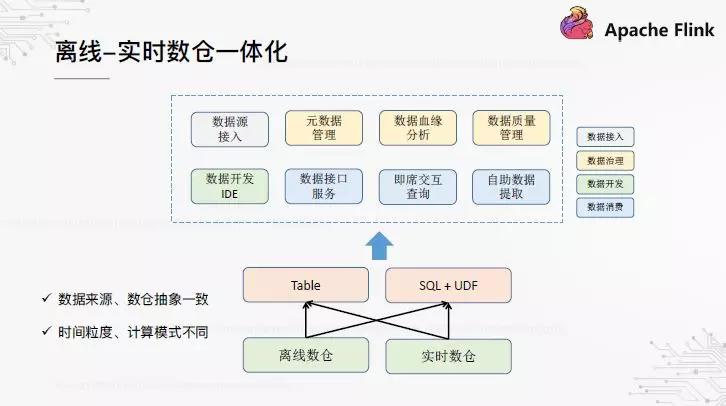 Apache Flink
离线–实时数仓一体化
数据源
接入
元数据
管理
数据血缘
分析
数据质量
管理
数据开发
IDE
数据接口
服务
即席交互
查询
自助数据
提取
数据接入
数据治理
数据开发
数据消费
Table
SQL + UDF
✓ 数据来源、数仓抽象一致
✓ 时间粒度、计算模式不同
离线数仓
实时数仓